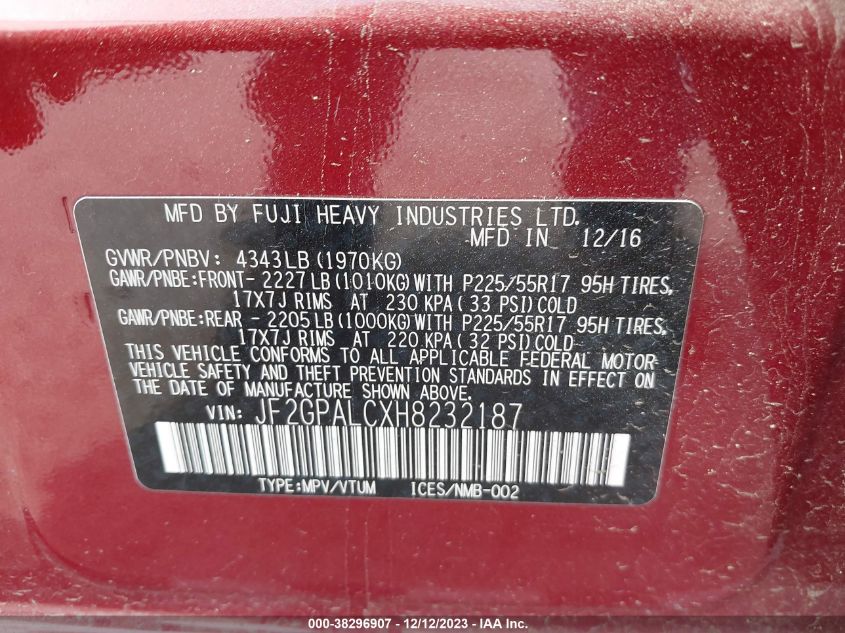 MFD BY FUJI HEAVY INDUSTRIES LTD.
MFD IN 12/16
GVWR/PNBV: 4343LB (1970KG)
GAWR/PNBE:FRONT- 2227 LB (1010KG) WITH P225/55R17 95H TIRES,
17X7J RIMS AT 230 KPA ( 33 PSI) COLD
GAWR/PNBE:REAR - 2205 LB (1000KG) WITH P225/55R17 95H TIRES,
17X7J RIMS AT 220 KPA ( 32 PSI) COLD
THIS VEHICLE CONFORMS TO ALL APPLICABLE FEDERAL MOTOR-
VEHICLE SAFETY AND THEFT PREVENTION STANDARDS IN EFFECT ON
THE DATE OF MANUFACTURE SHOWN ABOVE.
VIN: JF2GPALCXH8232187
TYPE:MPV/VTUM ICES/NMB-002
000-38296907 - 12/12/2023 - IAA Inc.